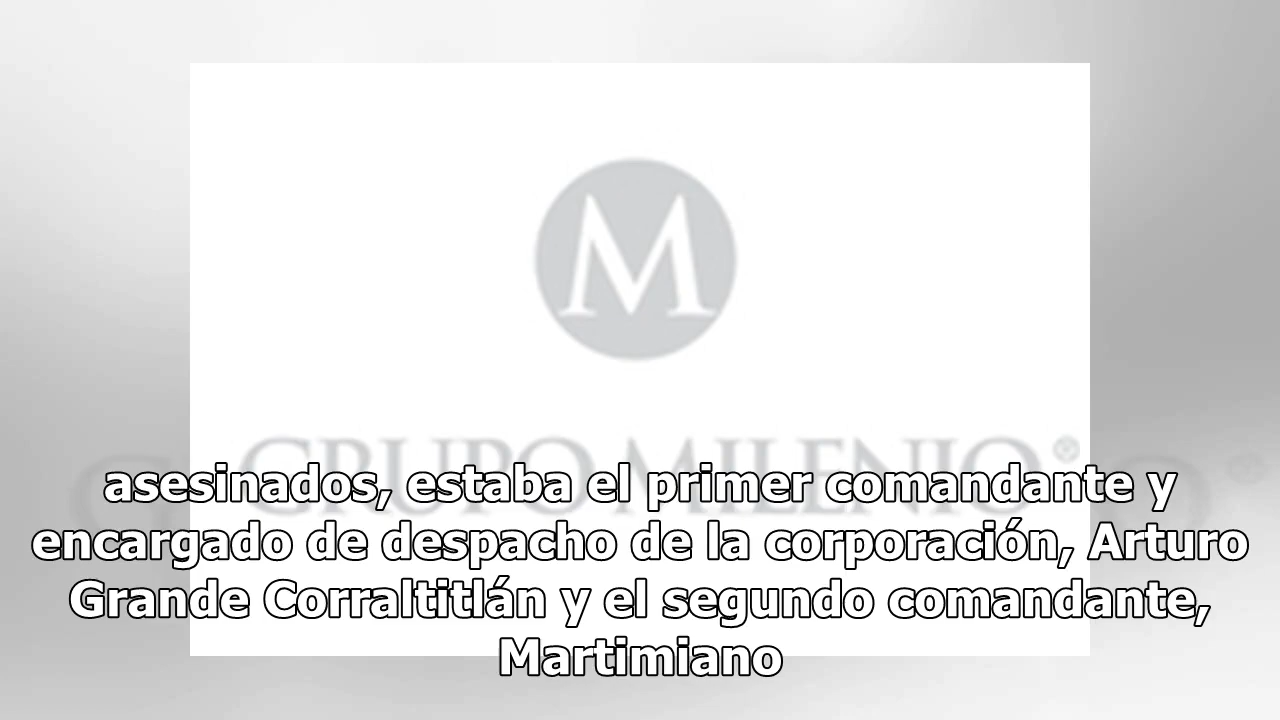 M
GRUPO MILENIO®
asesinados, estaba el primer comandante y
encargado de despacho de la corporación, Arturo
Grande Corraltitlán y el segundo comandante,
Martimiano